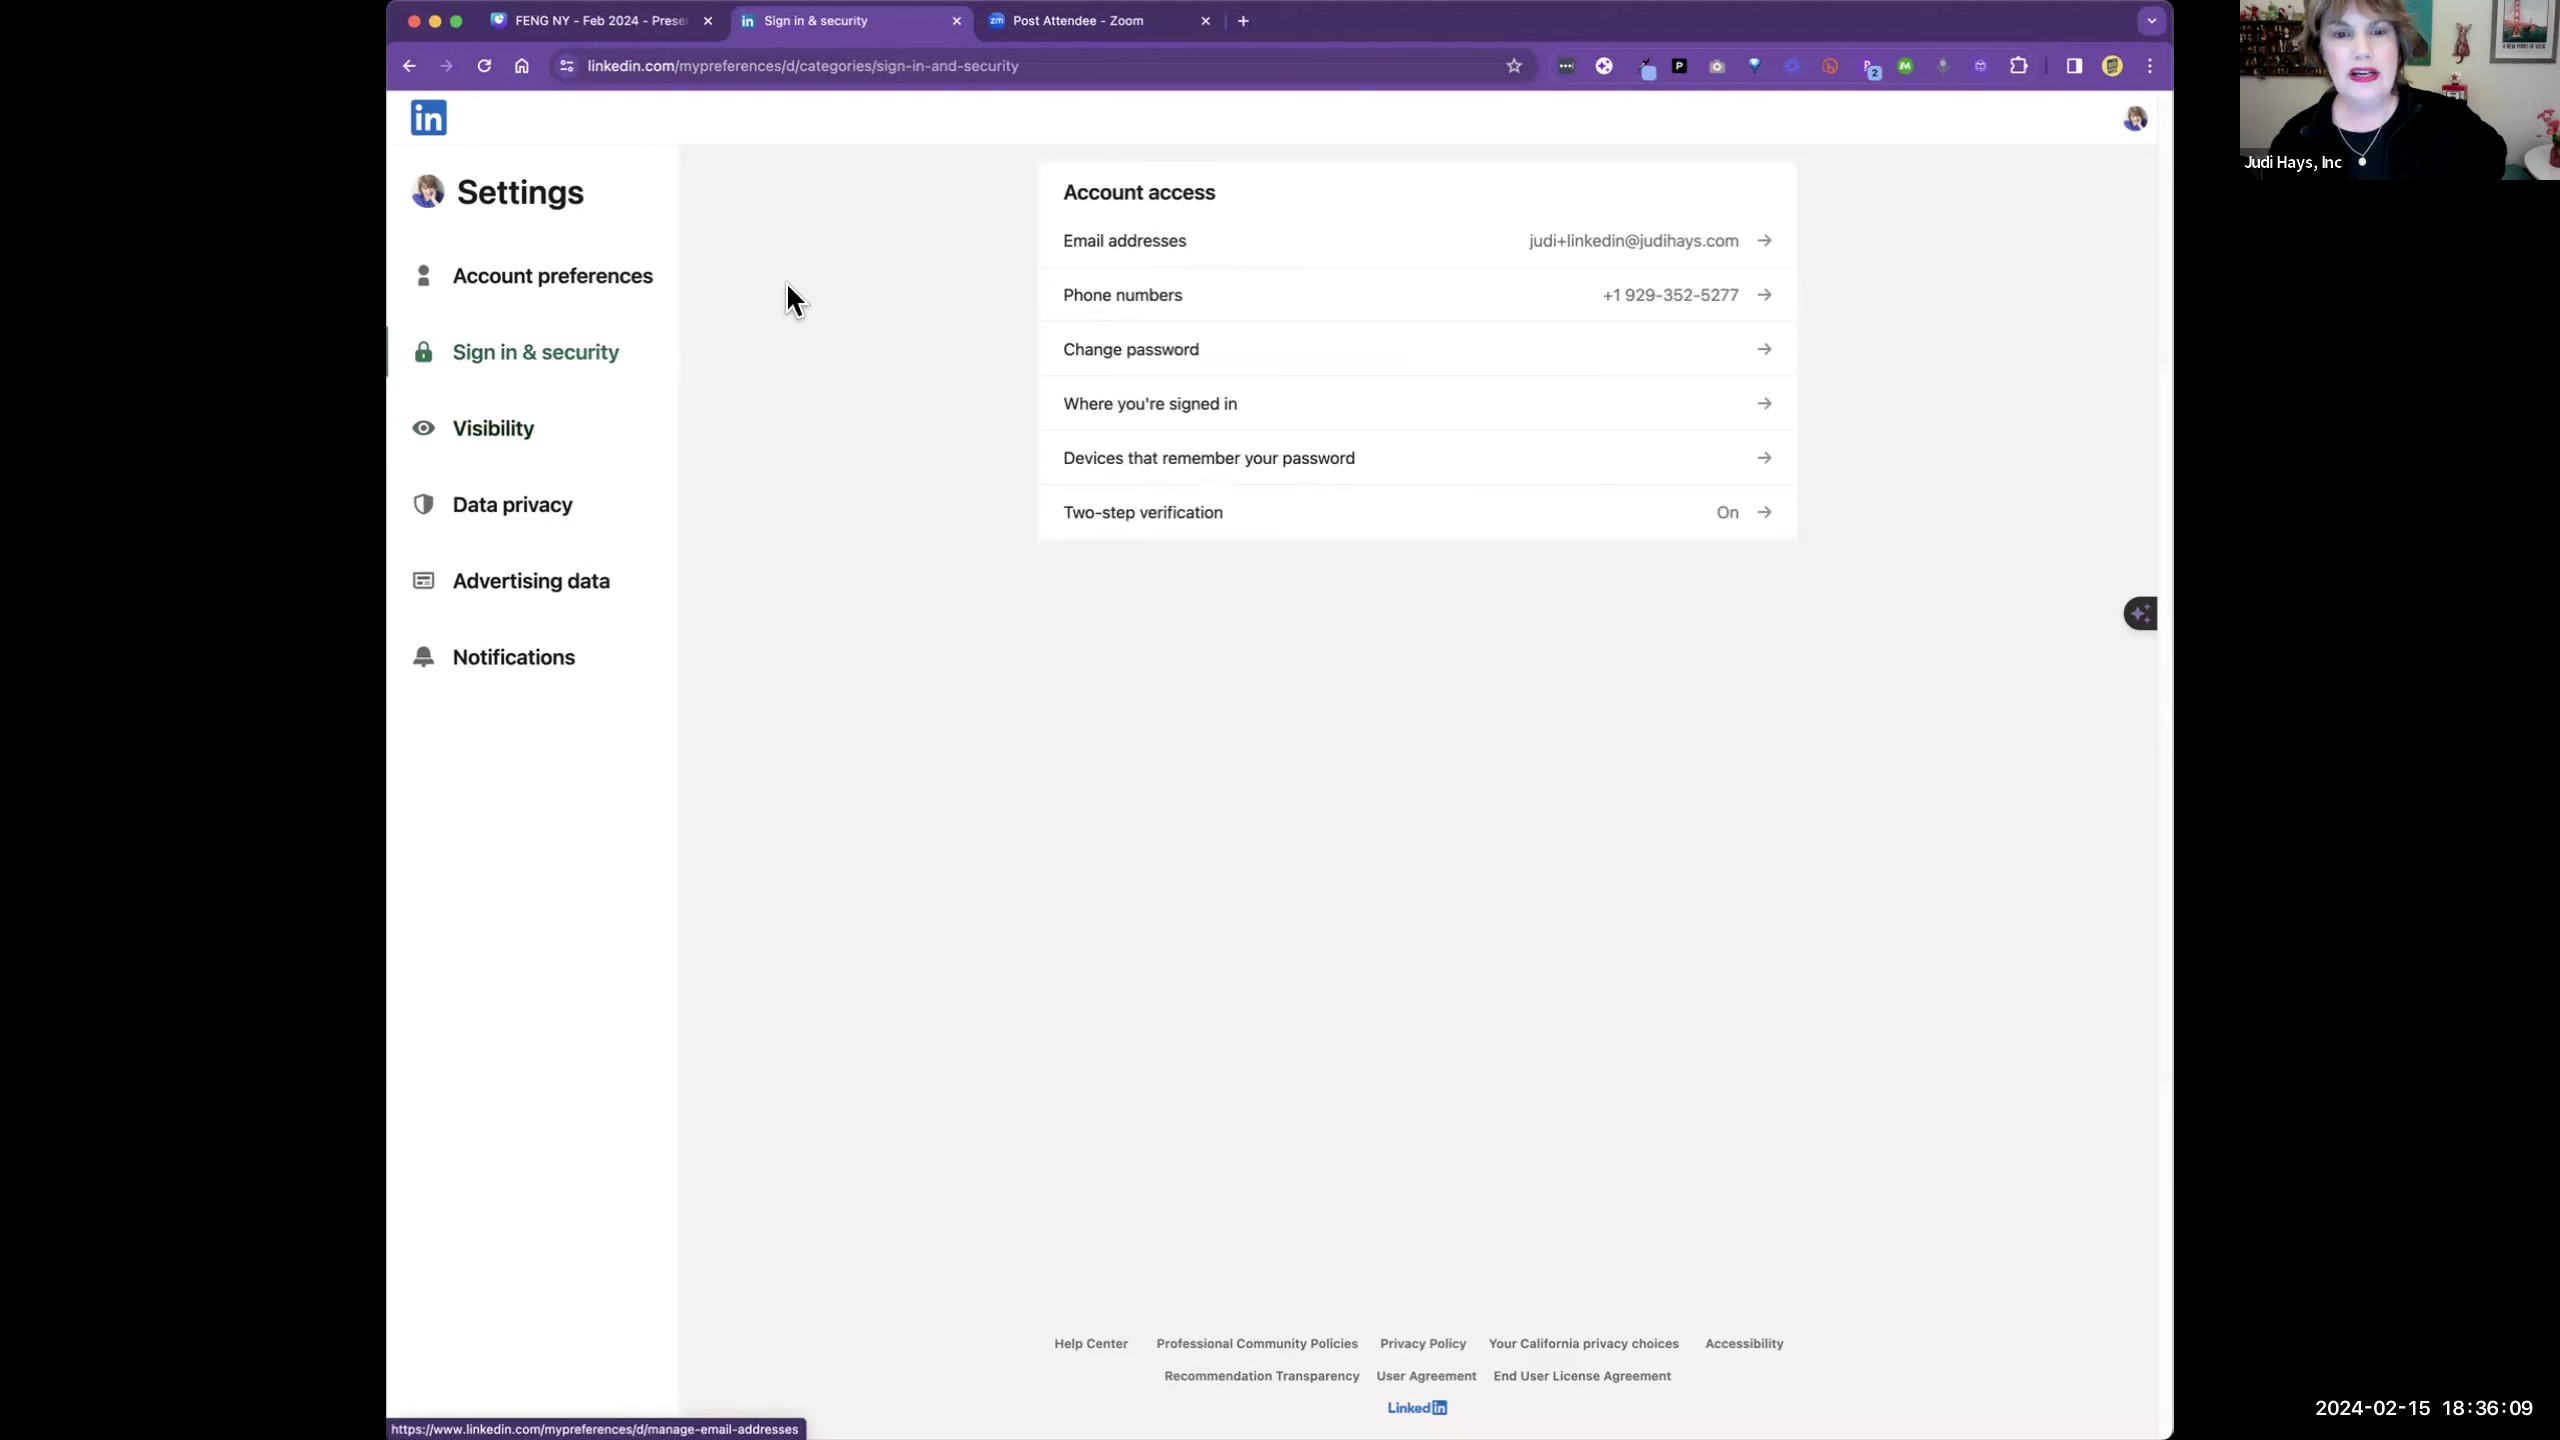 FENG NY - Feb 2024 - Prese
Sign in & security
Post Attendee - Zoom
linkedin.com/mypreferences/d/categories/sign-in-and-security
in
Settings
Account preferences
Sign in & security
Visibility
Data privacy
Advertising data
Notifications
Account access
Email addresses judi+linkedin@judihays.com
Phone numbers +1 929-352-5277
Change password
Where you're signed in
Devices that remember your password
Two-step verification On
Help Center Professional Community Policies Privacy Policy Your California privacy choices Accessibility
Recommendation Transparency User Agreement End User License Agreement
LinkedIn
https://www.linkedin.com/mypreferences/d/manage-email-addresses
A NEW POINT OF VIEW
Judi Hays, Inc
2024-02-15 18:36:09